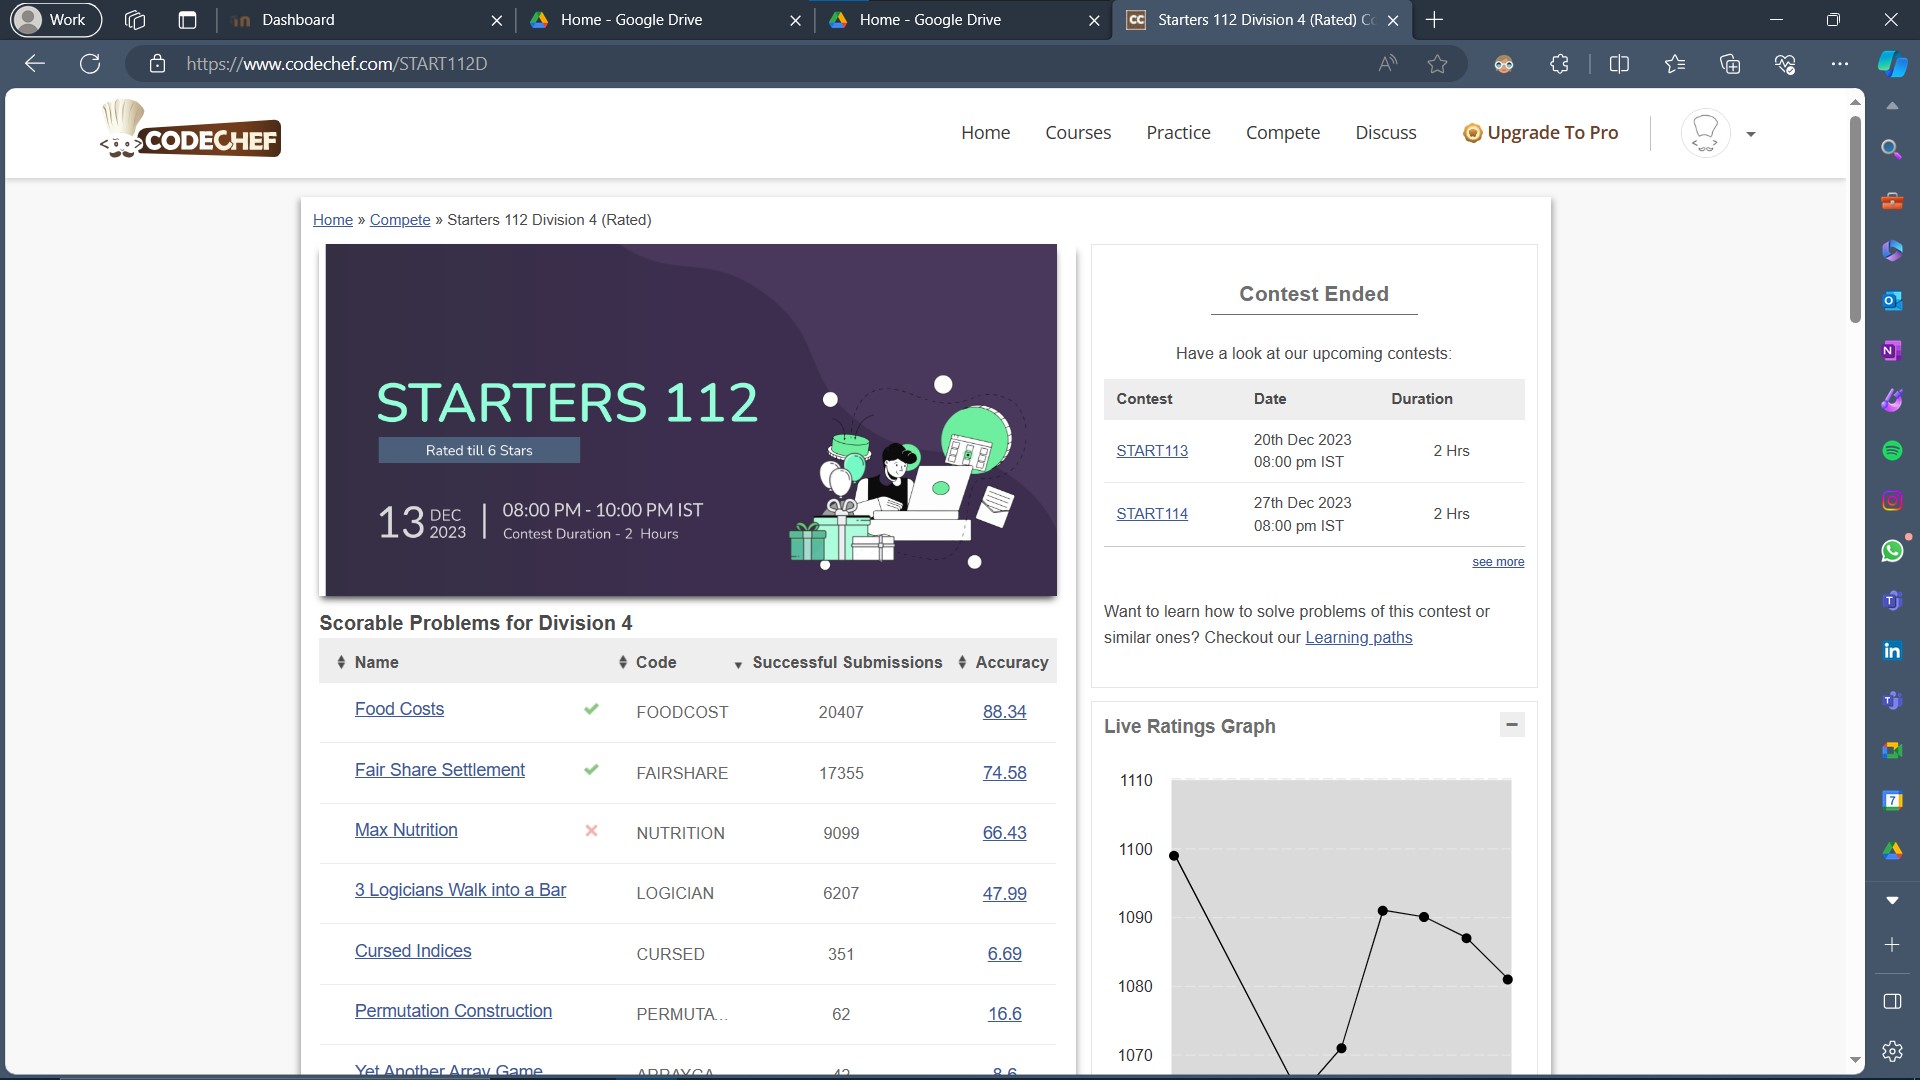 Work
Dashboard
Home - Google Drive
Home - Google Drive
Starters 112 Division 4 (Rated) Co
https://www.codechef.com/START112D
CODECHEF
Home Courses Practice Compete Discuss Upgrade To Pro
Home » Compete » Starters 112 Division 4 (Rated)
STARTERS 112
Rated till 6 Stars
13 DEC 2023
08:00 PM - 10:00 PM IST
Contest Duration - 2 Hours
Scorable Problems for Division 4
Name Code Successful Submissions Accuracy
Food Costs FOODCOST 20407 88.34
Fair Share Settlement FAIRSHARE 17355 74.58
Max Nutrition NUTRITION 9099 66.43
3 Logicians Walk into a Bar LOGICIAN 6207 47.99
Cursed Indices CURSED 351 6.69
Permutation Construction PERMUTA... 62 16.6
Yet Another Array Game ARRAYGA 42 8.6
Contest Ended
Have a look at our upcoming contests:
Contest Date Duration
START113 20th Dec 2023 08:00 pm IST 2 Hrs
START114 27th Dec 2023 08:00 pm IST 2 Hrs
see more
Want to learn how to solve problems of this contest or
similar ones? Checkout our Learning paths
Live Ratings Graph
1110
1100
1090
1080
1070